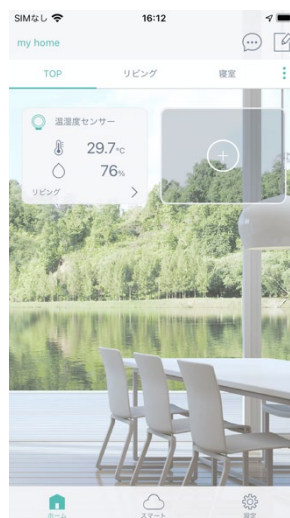 SIMなし 16:12
my home
TOP リビング 寝室
温湿度センサー
29.7℃
76%
リビング
ホーム スマート 設定